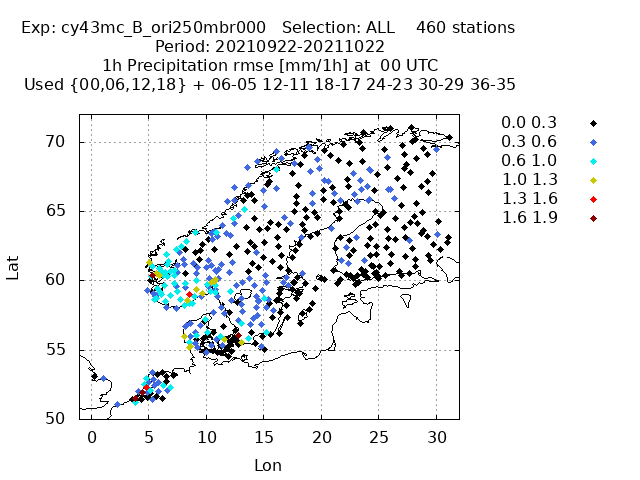 Exp: cy43mc_B_ori250mbr000 Selection: ALL 460 stations
Period: 20210922-20211022
1h Precipitation rmse [mm/1h] at 00 UTC
Used {00,06,12,18} + 06-05 12-11 18-17 24-23 30-29 36-35
0.0 0.3
0.3 0.6
0.6 1.0
1.0 1.3
1.3 1.6
1.6 1.9
70
65
60
55
50
Lat
0 5 10 15 20 25 30
Lon